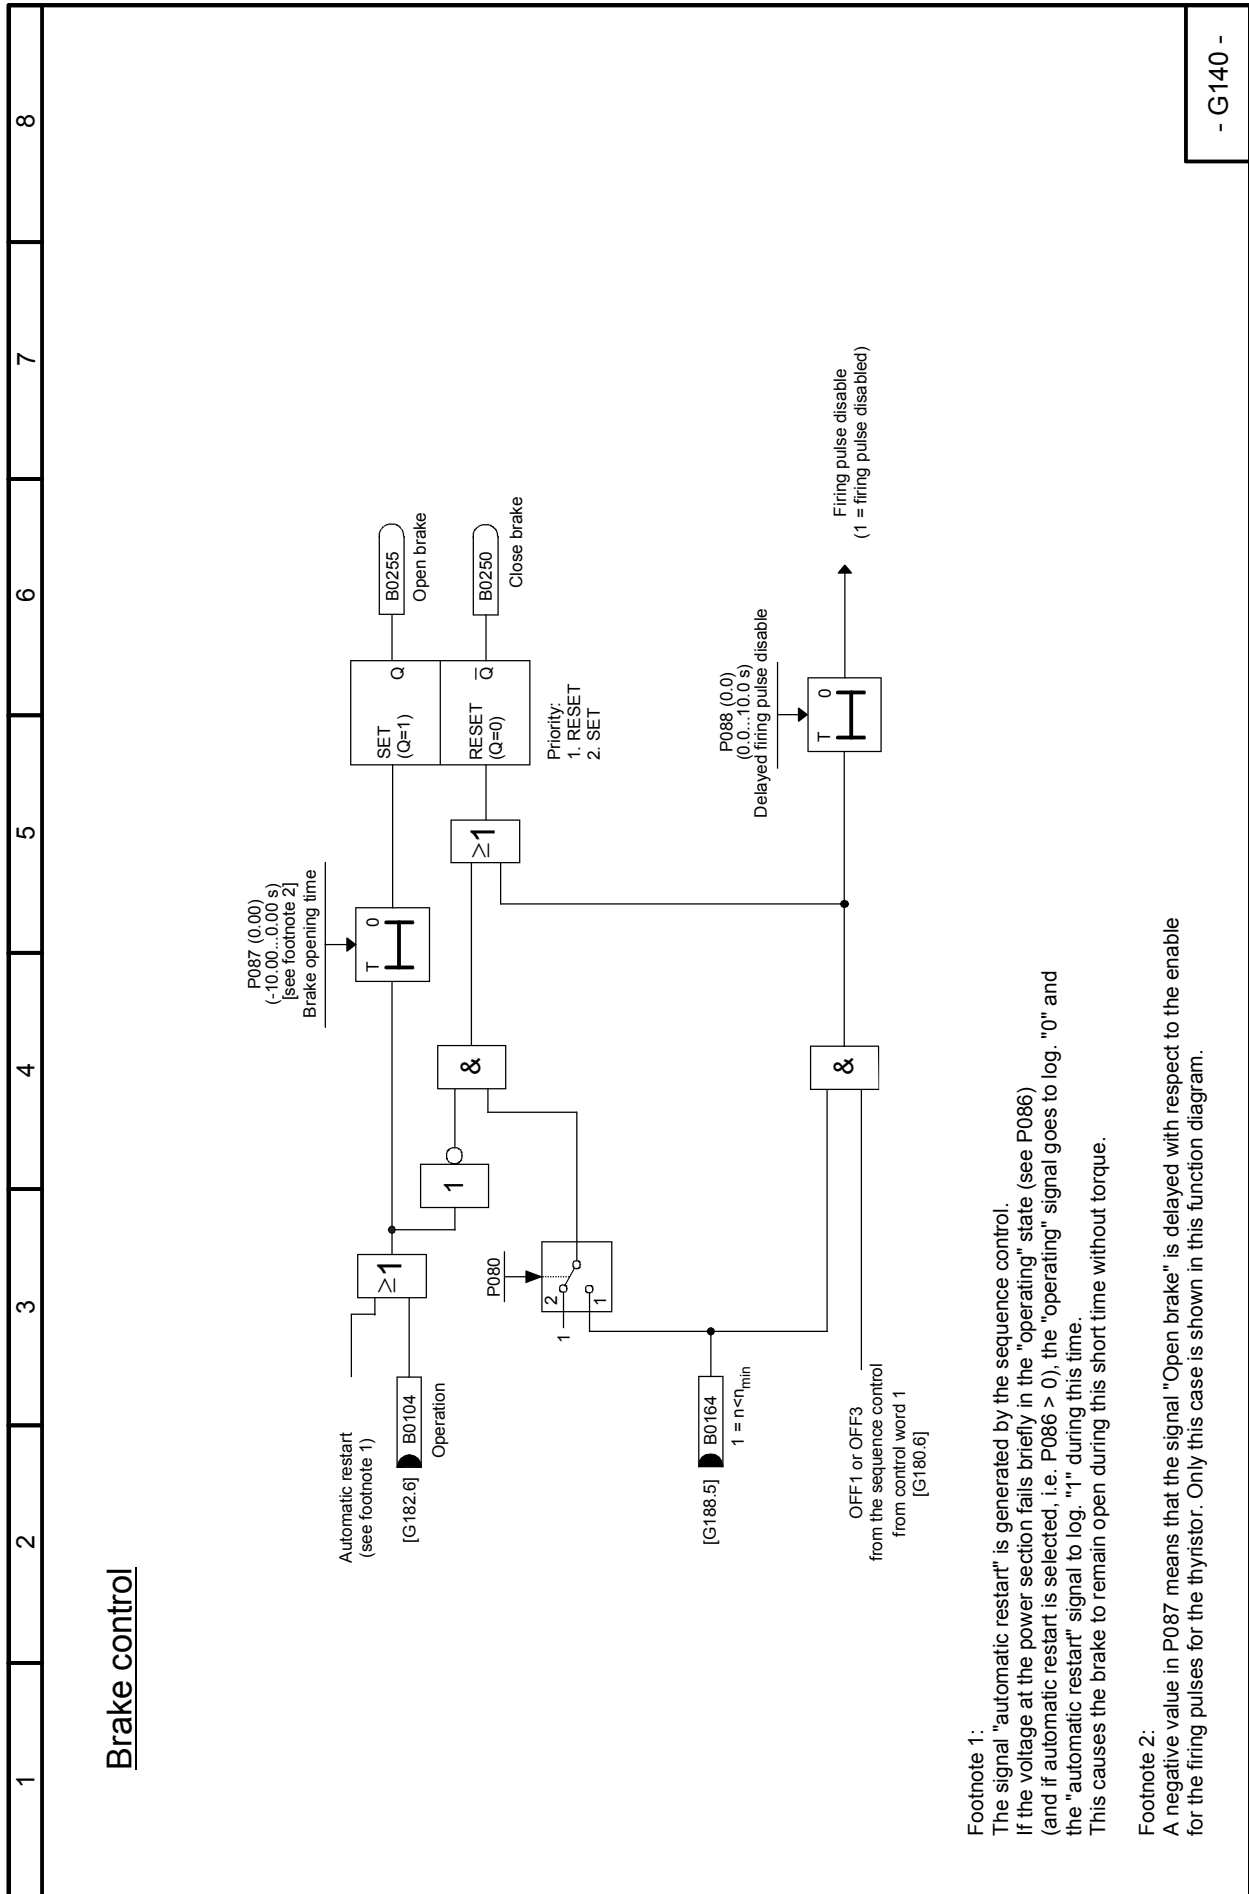 1 2 3 4 5 6 7 8
Brake control
Automatic restart
(see footnote 1)
[G182.6]
B0104
Operation
≥1
1
P087 (0.00)
(-10.00...0.00 s)
[see footnote 2]
Brake opening time
T 0
SET
(Q=1)
Q
B0255
Open brake
&
≥1
RESET
(Q=0)
Q̅
B0250
Close brake
Priority:
1. RESET
2. SET
P080
2
1
1
[G188.5]
B0164
1 = n<nmin
OFF1 or OFF3
from the sequence control
from control word 1
[G180.6]
&
P088 (0.0)
(0.0...10.0 s)
Delayed firing pulse disable
T 0
Firing pulse disable
(1 = firing pulse disabled)
Footnote 1:
The signal "automatic restart" is generated by the sequence control.
If the voltage at the power section fails briefly in the "operating" state (see P086)
(and if automatic restart is selected, i.e. P086 > 0), the "operating" signal goes to log. "0" and
the "automatic restart" signal to log. "1" during this time.
This causes the brake to remain open during this short time without torque.
Footnote 2:
A negative value in P087 means that the signal "Open brake" is delayed with respect to the enable
for the firing pulses for the thyristor. Only this case is shown in this function diagram.
- G140 -